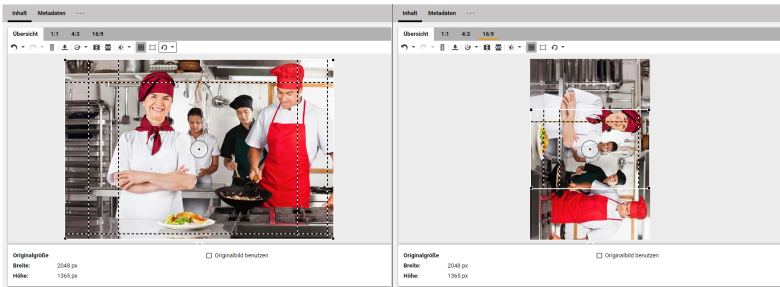 Inhalt Metadaten ···
Übersicht 1:1 4:3 16:9
Originalgröße
Originalbild benutzen
Breite: 2048 px
Höhe: 1365 px
Inhalt Metadaten ···
Übersicht 1:1 4:3 16:9
Originalgröße
Originalbild benutzen
Breite: 2048 px
Höhe: 1365 px